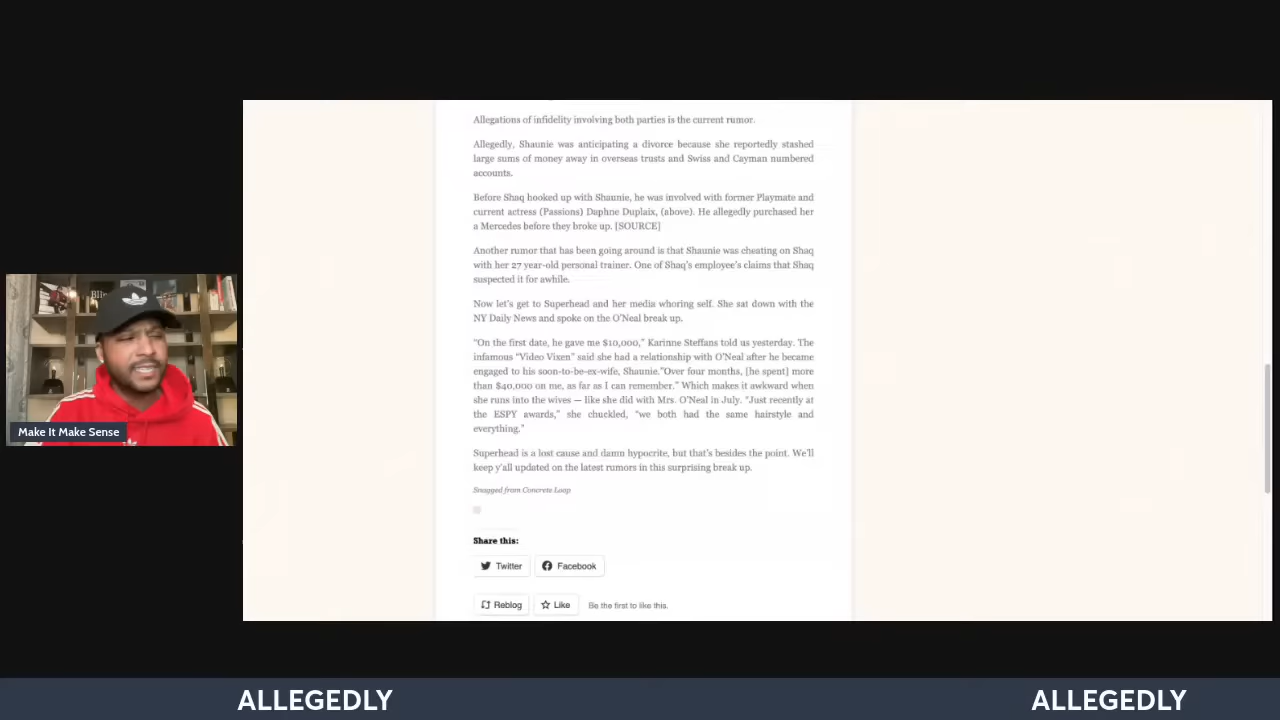 Allegations of infidelity involving both parties is the current rumor.
Allegedly, Shaunie was anticipating a divorce because she reportedly stashed
large sums of money away in overseas trusts and Swiss and Cayman numbered
accounts.
Before Shaq hooked up with Shaunie, he was involved with former Playmate and
current actress (Passions) Daphne Duplaix, (above). He allegedly purchased her
a Mercedes before they broke up. [SOURCE]
Another rumor that has been going around is that Shaunie was cheating on Shaq
with her 27 year-old personal trainer. One of Shaq's employee's claims that Shaq
suspected it for awhile.
Now let's get to Superhead and her media whoring self. She sat down with the
NY Daily News and spoke on the O'Neal break up.
"On the first date, he gave me $10,000," Karinne Steffans told us yesterday. The
infamous "Video Vixen" said she had a relationship with O'Neal after he became
engaged to his soon-to-be-ex-wife, Shaunie."Over four months, [he spent] more
than $40,000 on me, as far as I can remember." Which makes it awkward when
she runs into the wives — like she did with Mrs. O'Neal in July. "Just recently at
the ESPY awards," she chuckled, "we both had the same hairstyle and
everything."
Superhead is a lost cause and damn hypocrite, but that's besides the point. We'll
keep y'all updated on the latest rumors in this surprising break up.
Snagged from Concrete Loop
Share this:
Twitter Facebook
Reblog Like Be the first to like this.
Make It Make Sense
ALLEGEDLY ALLEGEDLY